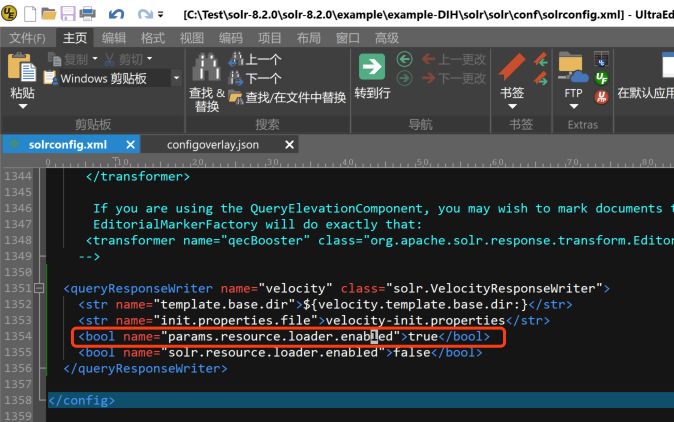 [C:\Test\solr-8.2.0\solr-8.2.0\example\example-DIH\solr\solr\conf\solrconfig.xml] - UltraEd
文件(F) 主页 编辑 格式 视图 编码 项目 布局 窗口 高级
粘贴
复制 剪切
Windows 剪贴板
剪贴板
查找 &
替换
上一个
下一个
查找/在文件中替换
搜索
转到行
上一更改
下一更改
导航
书签
书签
FTP
Extras
在默认应用
solrconfig.xml
configoverlay.json
0 10 20 30 40 50 60 70 80
1344 </transformer>
1345
1346 If you are using the QueryElevationComponent, you may wish to mark documents t
1347 EditorialMarkerFactory will do exactly that:
1348 <transformer name="qecBooster" class="org.apache.solr.response.transform.Editor
1349 -->
1350
1351 <queryResponseWriter name="velocity" class="solr.VelocityResponseWriter">
1352 <str name="template.base.dir">${velocity.template.base.dir:}</str>
1353 <str name="init.properties.file">velocity-init.properties</str>
1354 <bool name="params.resource.loader.enabled">true</bool>
1355 <bool name="solr.resource.loader.enabled">false</bool>
1356 </queryResponseWriter>
1357
1358 </config>
1359